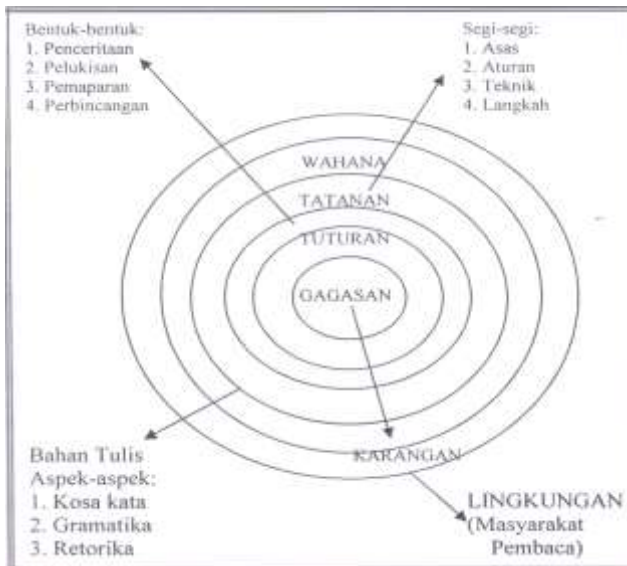 Bentuk-bentuk:
1. Penceritaan
2. Pelukisan
3. Pemaparan
4. Perbincangan
Segi-segi:
1. Asas
2. Aturan
3. Teknik
4. Langkah
WAHANA
TATANAN
TUTURAN
GAGASAN
KARANGAN
Bahan Tulis
Aspek-aspek:
1. Kosa kata
2. Gramatika
3. Retorika
LINGKUNGAN
(Masyarakat
Pembaca)